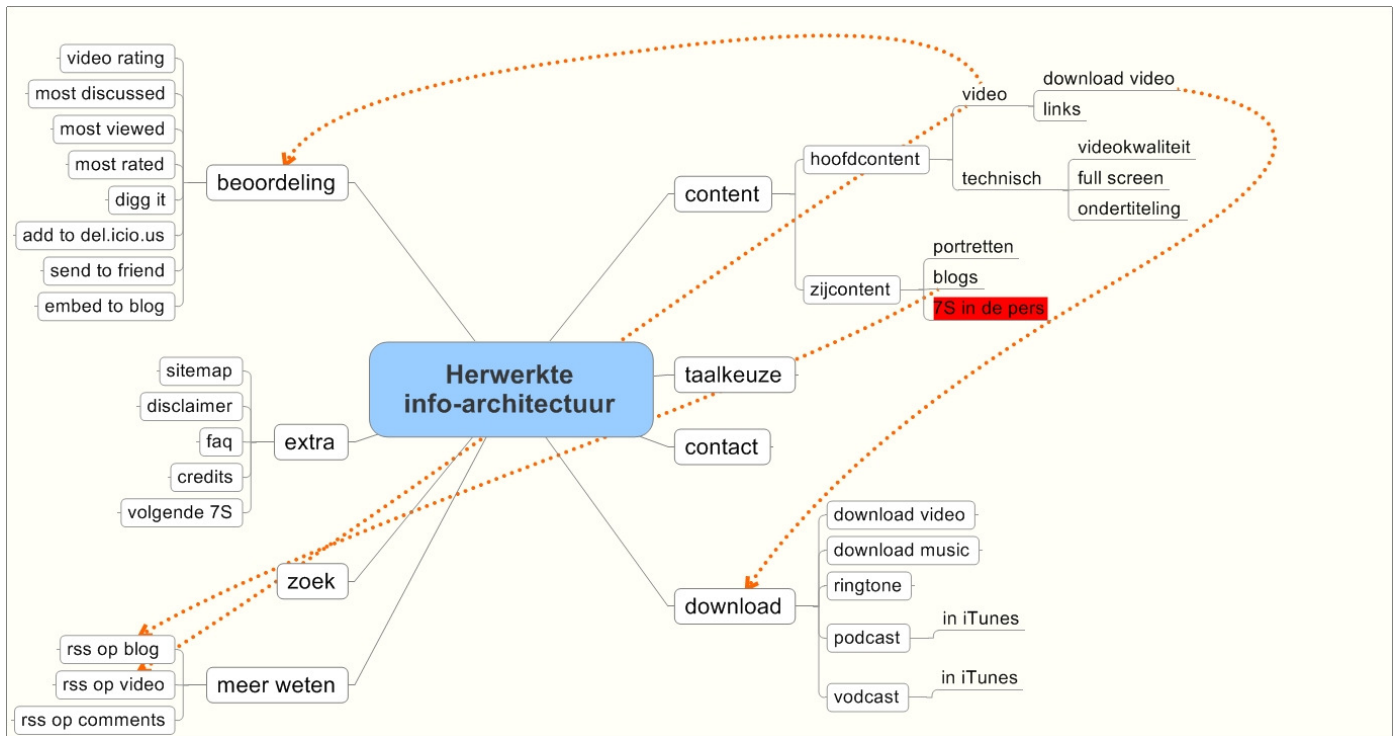 Herwerkte
info-architectuur
beoordeling
video rating
most discussed
most viewed
most rated
digg it
add to del.icio.us
send to friend
embed to blog
extra
sitemap
disclaimer
faq
credits
volgende 7S
zoek
meer weten
rss op blog
rss op video
rss op comments
content
hoofdcontent
video
download video
links
technisch
videokwaliteit
full screen
ondertiteling
zijcontent
portretten
blogs
7S in de pers
taalkeuze
contact
download
download video
download music
ringtone
podcast
in iTunes
vodcast
in iTunes